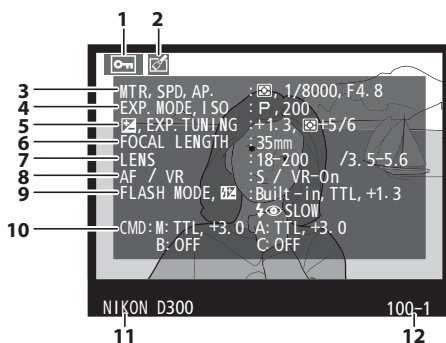 1 2
3 MTR, SPD, AP. : , 1/8000, F4. 8
4 EXP. MODE, ISO : P, 200
5 , EXP. TUNING : +1. 3, +5/6
6 FOCAL LENGTH : 35mm
7 LENS : 18-200 /3. 5-5.6
8 AF / VR : S / VR-On
9 FLASH MODE, : Built-in, TTL, +1. 3
SLOW
10 CMD: M: TTL, +3. 0 A: TTL, +3. 0
B: OFF C: OFF
NIKON D300 100-1
11 12